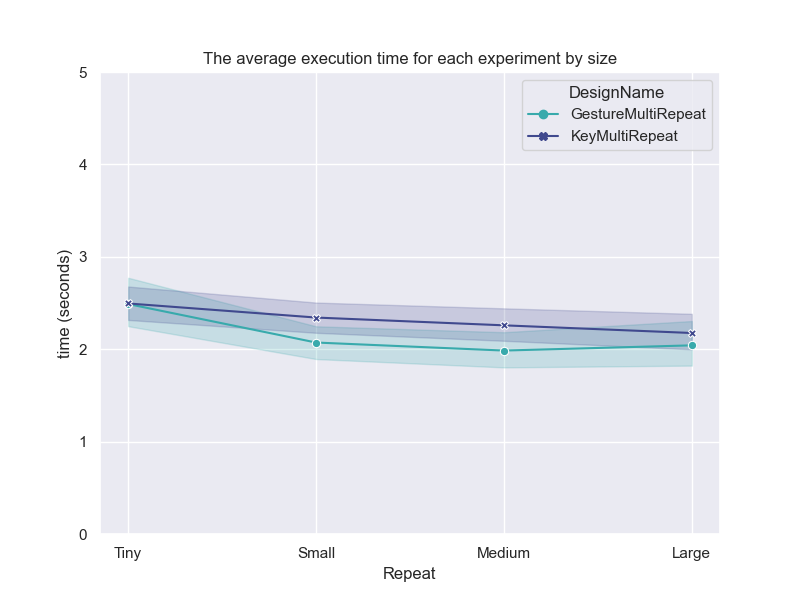 The average execution time for each experiment by size
DesignName
GestureMultiRepeat
KeyMultiRepeat
time (seconds)
5
4
3
2
1
0
Tiny
Small
Medium
Large
Repeat